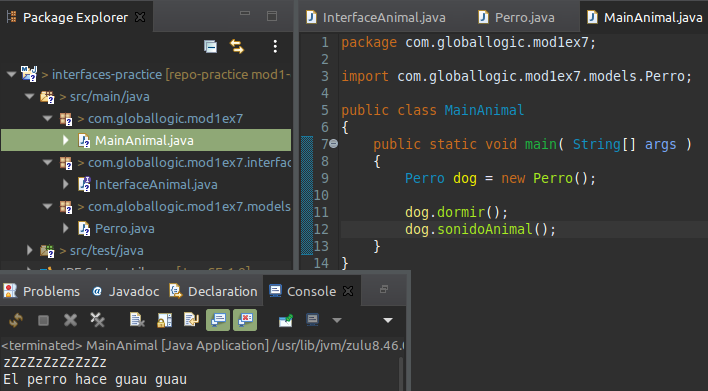 Package Explorer
> interfaces-practice [repo-practice mod1-
> src/main/java
> com.globallogic.mod1ex7
MainAnimal.java
> com.globallogic.mod1ex7.interfac
InterfaceAnimal.java
> com.globallogic.mod1ex7.models
Perro.java
> src/test/java
InterfaceAnimal.java
Perro.java
MainAnimal.java
1 package com.globallogic.mod1ex7;
2
3 import com.globallogic.mod1ex7.models.Perro;
4
5 public class MainAnimal
6 {
7 public static void main( String[] args )
8 {
9 Perro dog = new Perro();
10
11 dog.dormir();
12 dog.sonidoAnimal();
13 }
14 }
Problems
Javadoc
Declaration
Console
<terminated> MainAnimal [Java Application] /usr/lib/jvm/zulu8.46.0
zZzZzZzZzZzZz
El perro hace guau guau